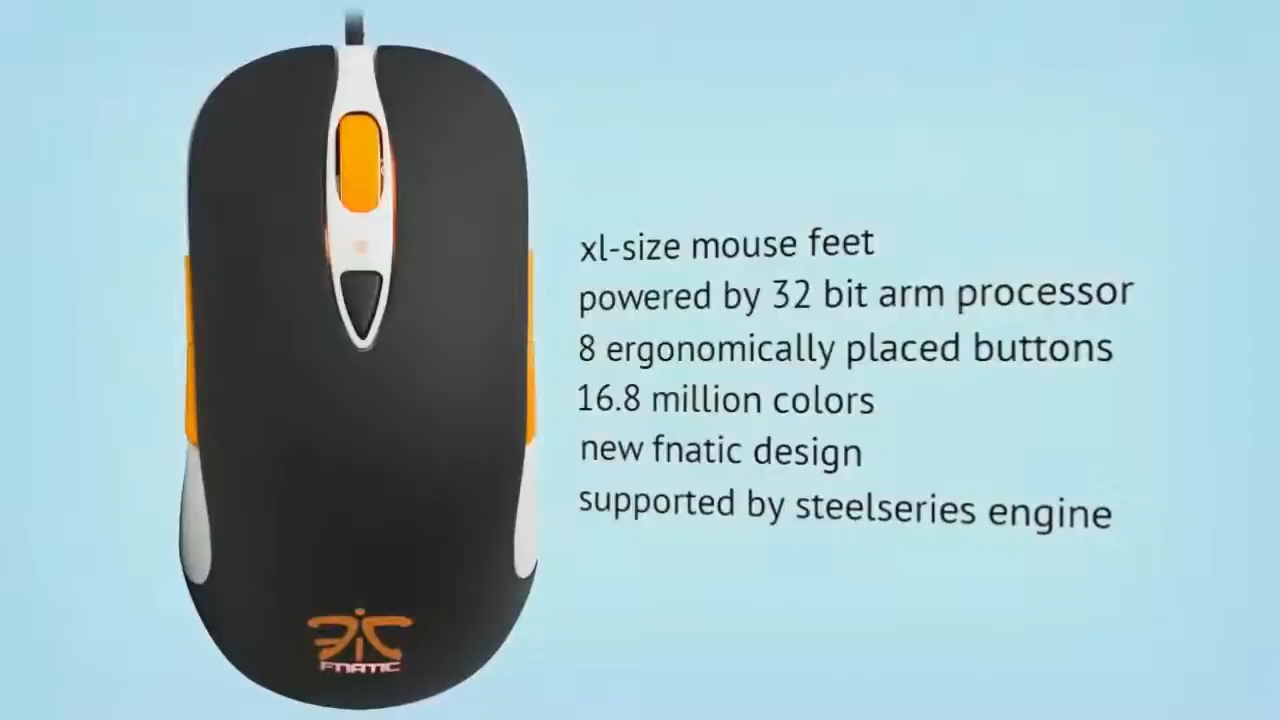 xl-size mouse feet
powered by 32 bit arm processor
8 ergonomically placed buttons
16.8 million colors
new fnatic design
supported by steelseries engine
FNATIC